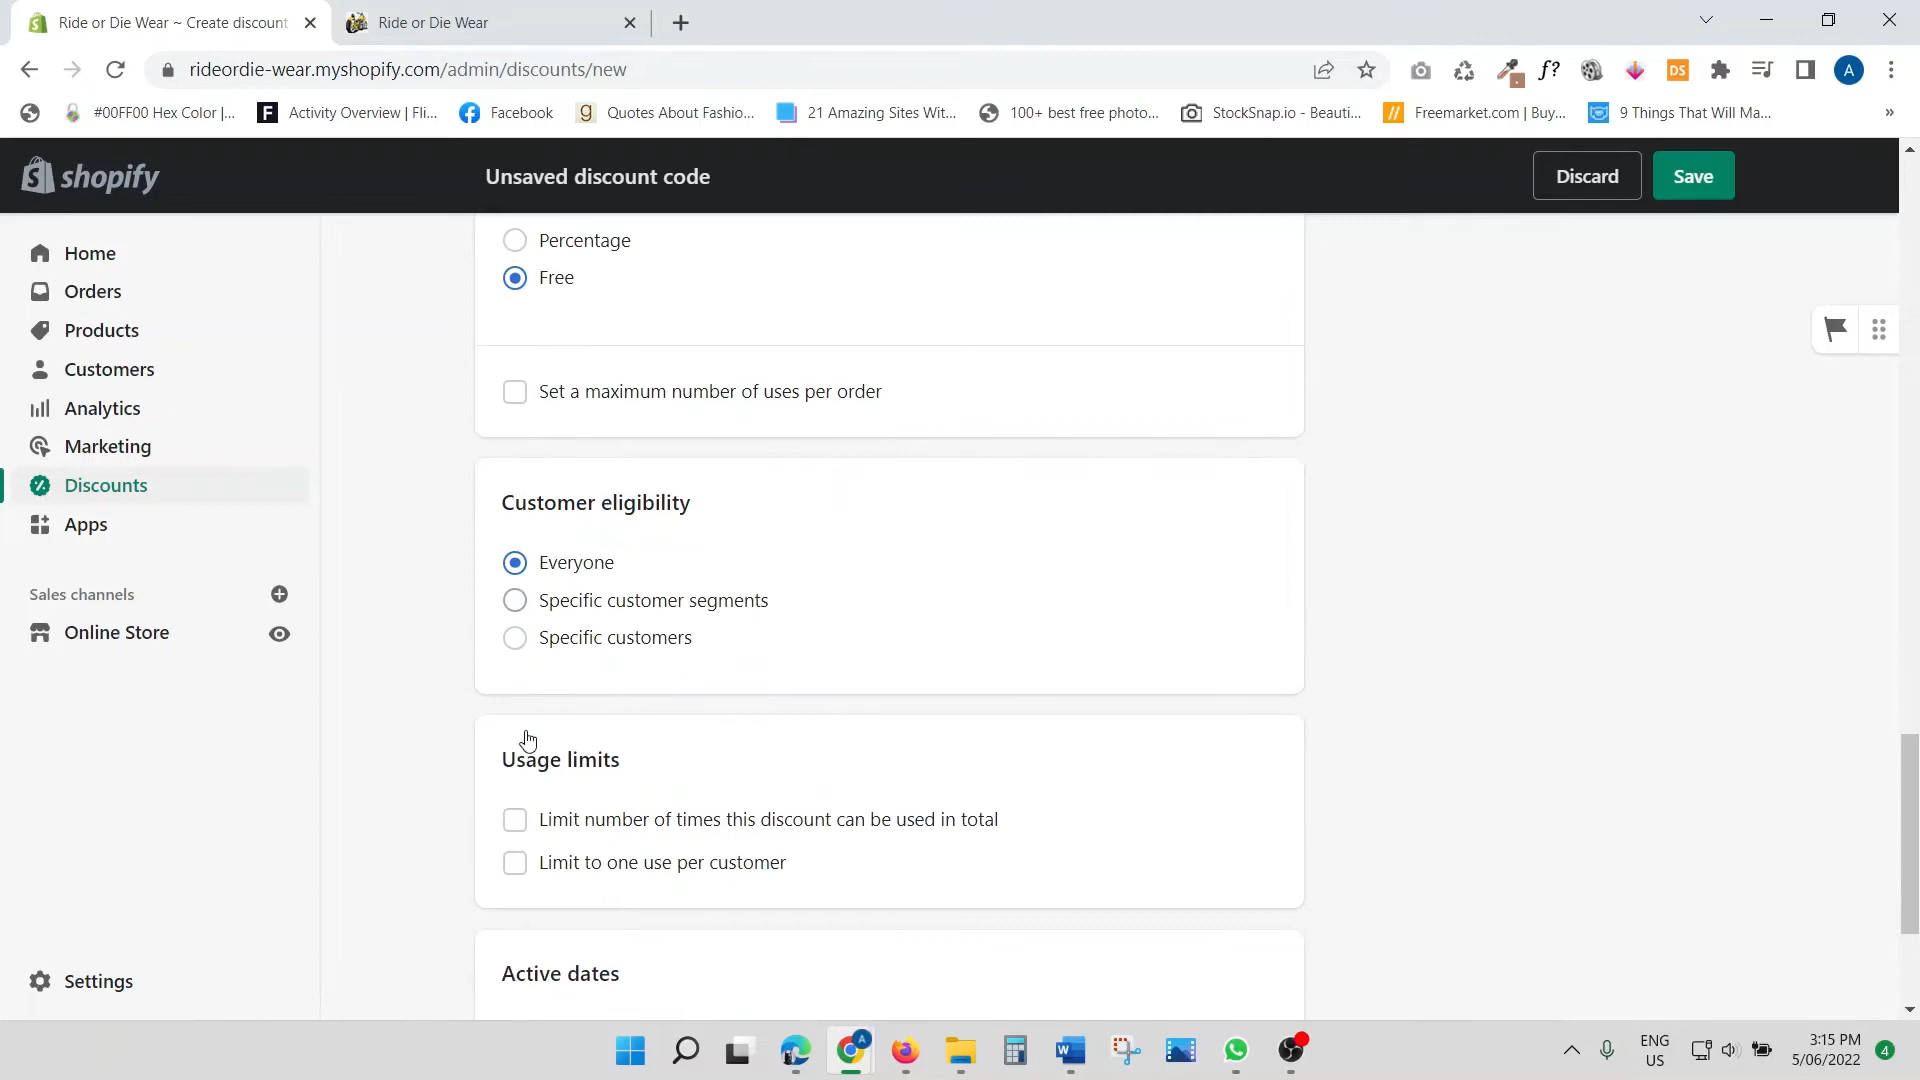 Ride or Die Wear ~ Create discount
Ride or Die Wear
rideordie-wear.myshopify.com/admin/discounts/new
f?
DS
A
#00FF00 Hex Color |...
F
Activity Overview | Fli...
Facebook
g
Quotes About Fashio...
21 Amazing Sites Wit...
100+ best free photo...
StockSnap.io - Beauti...
Freemarket.com | Buy...
9 Things That Will Ma...
»
shopify
Unsaved discount code
Discard
Save
Home
Orders
Products
Customers
Analytics
Marketing
Discounts
Apps
Sales channels
Online Store
Settings
Percentage
Free
Set a maximum number of uses per order
Customer eligibility
Everyone
Specific customer segments
Specific customers
Usage limits
Limit number of times this discount can be used in total
Limit to one use per customer
Active dates
A
W
ENG
US
3:15 PM
5/06/2022
4